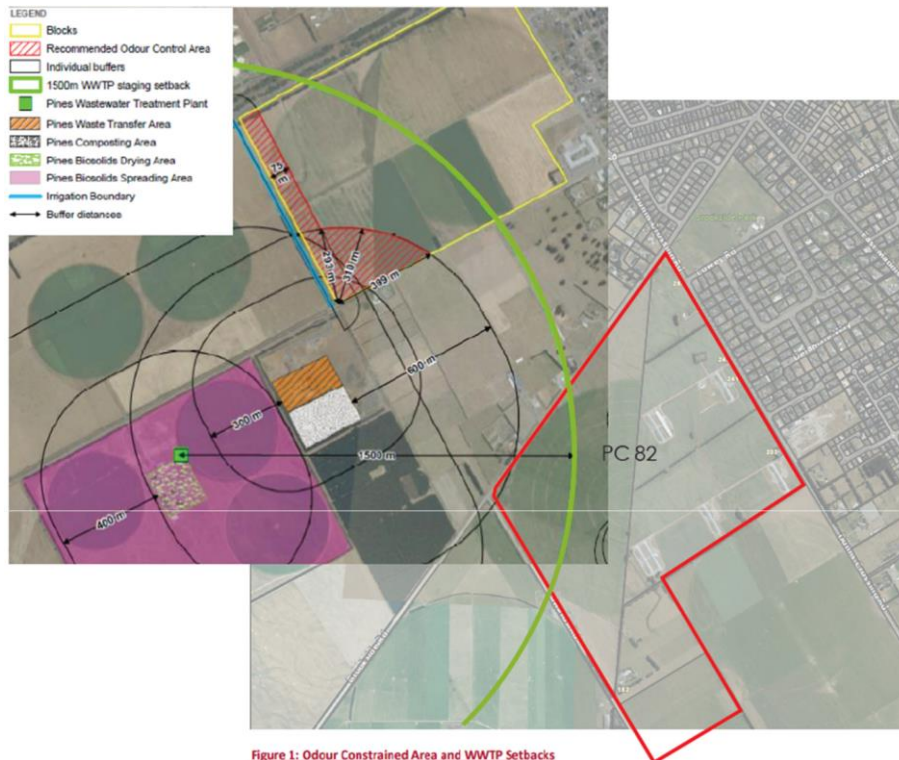 LEGEND
Blocks
Recommended Odour Control Area
Individual buffers
1500m WWTP staging setback
Pines Wastewater Treatment Plant
Pines Waste Transfer Area
Pines Composting Area
Pines Biosolids Drying Area
Pines Biosolids Spreading Area
Irrigation Boundary
Buffer distances
75 m
310 m
399 m
600 m
300 m
1500 m
PC 82
400 m
Figure 1: Odour Constrained Area and WWTP Setbacks